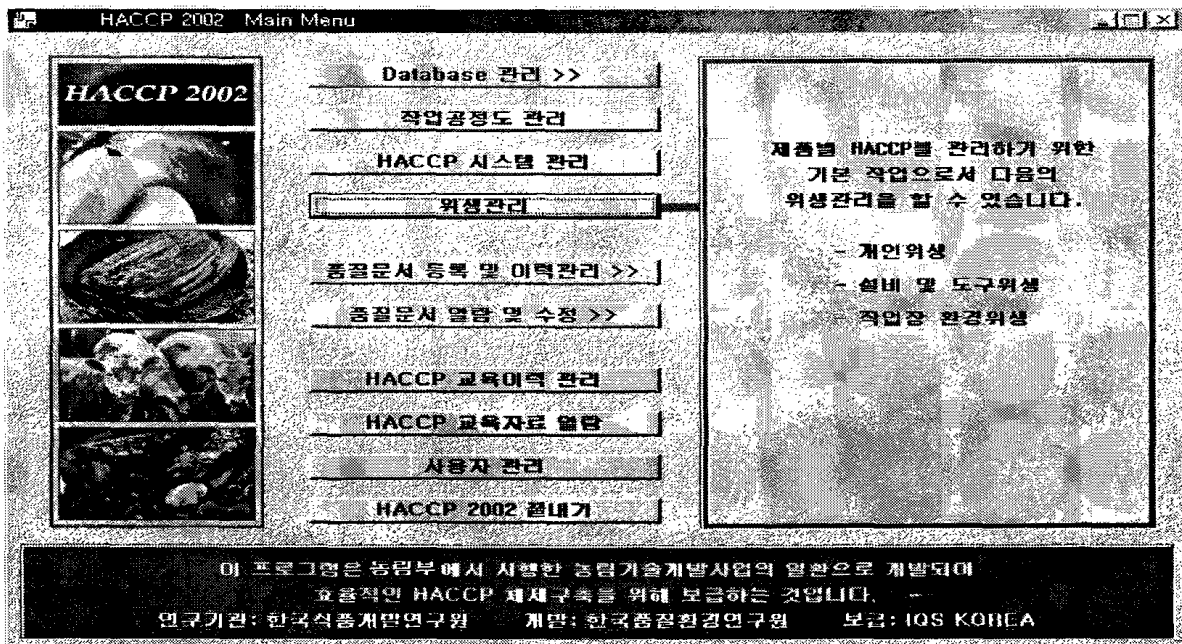 HACCP 2002 Main Menu
HACCP 2002
Database 관리 >>
작업공정도 관리
HACCP 시스템 관리
위생관리
품질문서 등록 및 이력관리 >>
품질문서 열람 및 수정 >>
HACCP 교육이력 관리
HACCP 교육자료 열람
사용자 관리
HACCP 2002 끝내기
제품별 HACCP를 관리하기 위한
기본 작업으로서 다음의
위생관리을 할 수 있습니다.
- 개인위생
- 설비 및 도구위생
- 작업장 환경위생
이 프로그램은 농림부에서 시행한 농림기술개발사업의 일환으로 개발되어
효율적인 HACCP 체제구축을 위해 보급하는 것입니다.
연구기관: 한국식품개발연구원 개발: 한국품질환경연구원 보급: IQS KOREA